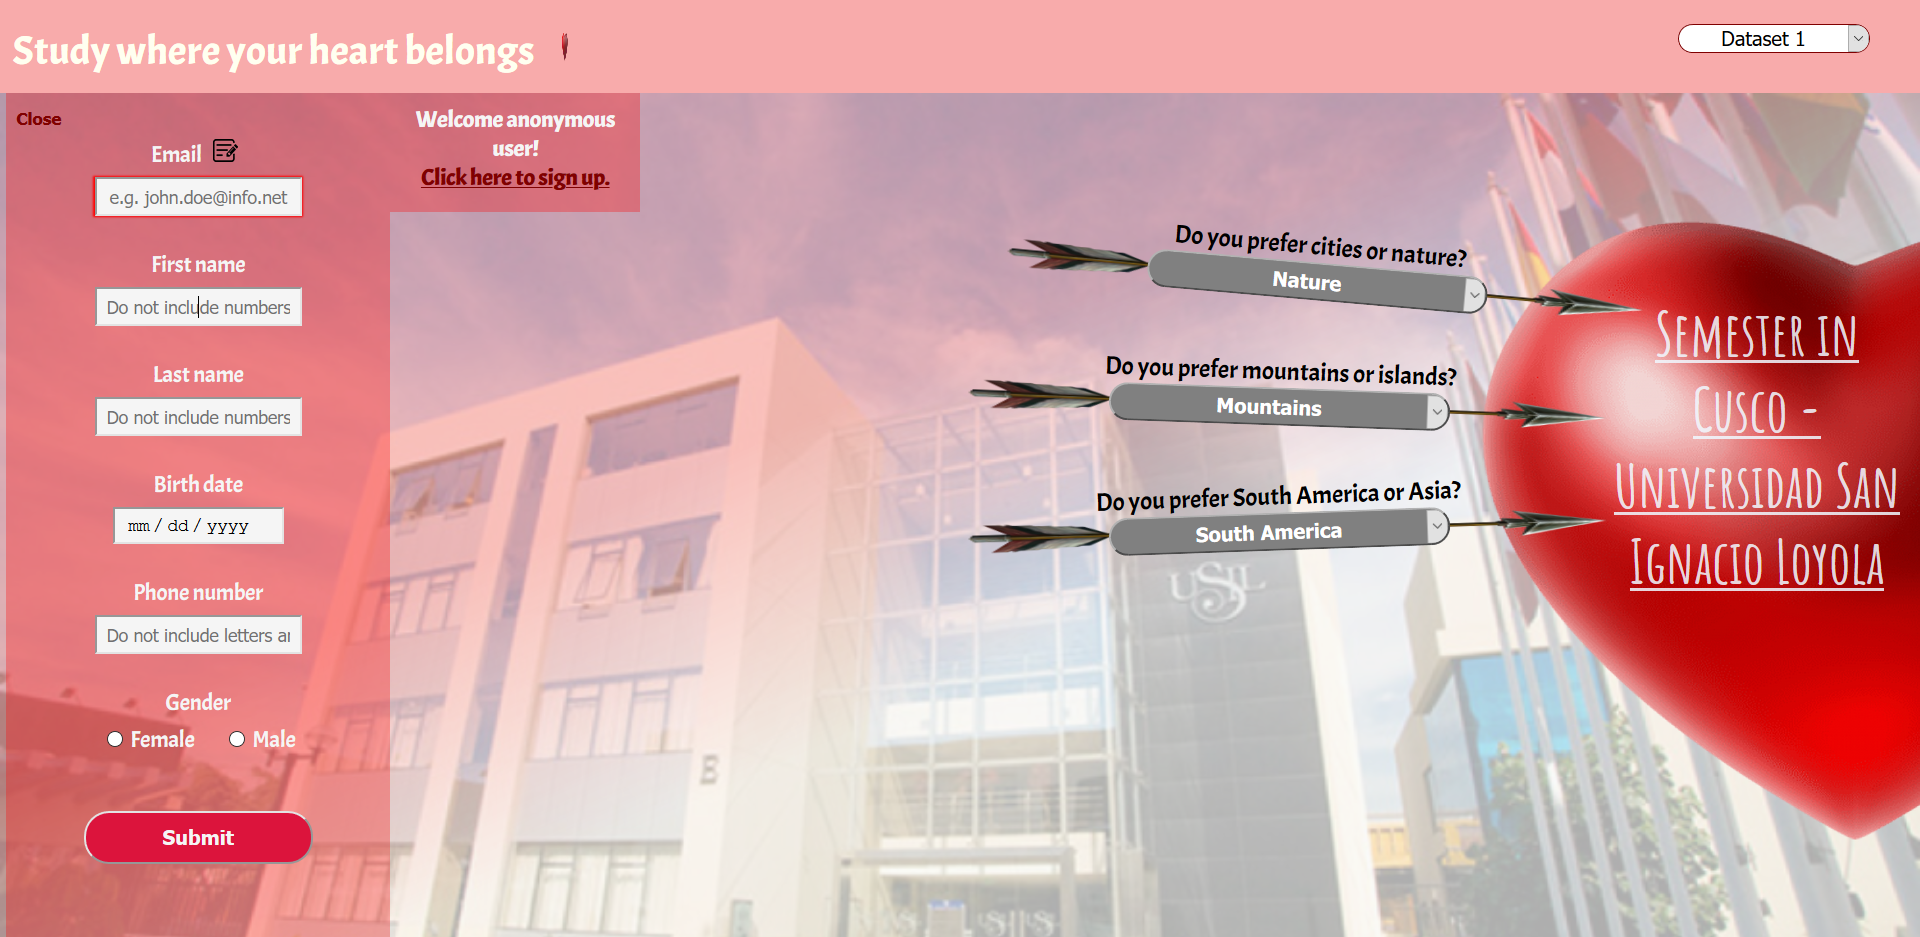 Study where your heart belongs
Dataset 1
Close
Email
e.g. john.doe@info.net
First name
Do not include numbers
Last name
Do not include numbers
Birth date
mm / dd / yyyy
Phone number
Do not include letters ar
Gender
Female
Male
Submit
Welcome anonymous
user!
Click here to sign up.
Do you prefer cities or nature?
Nature
Do you prefer mountains or islands?
Mountains
Do you prefer South America or Asia?
South America
Semester in
Cusco -
Universidad San
Ignacio Loyola
USIL
B